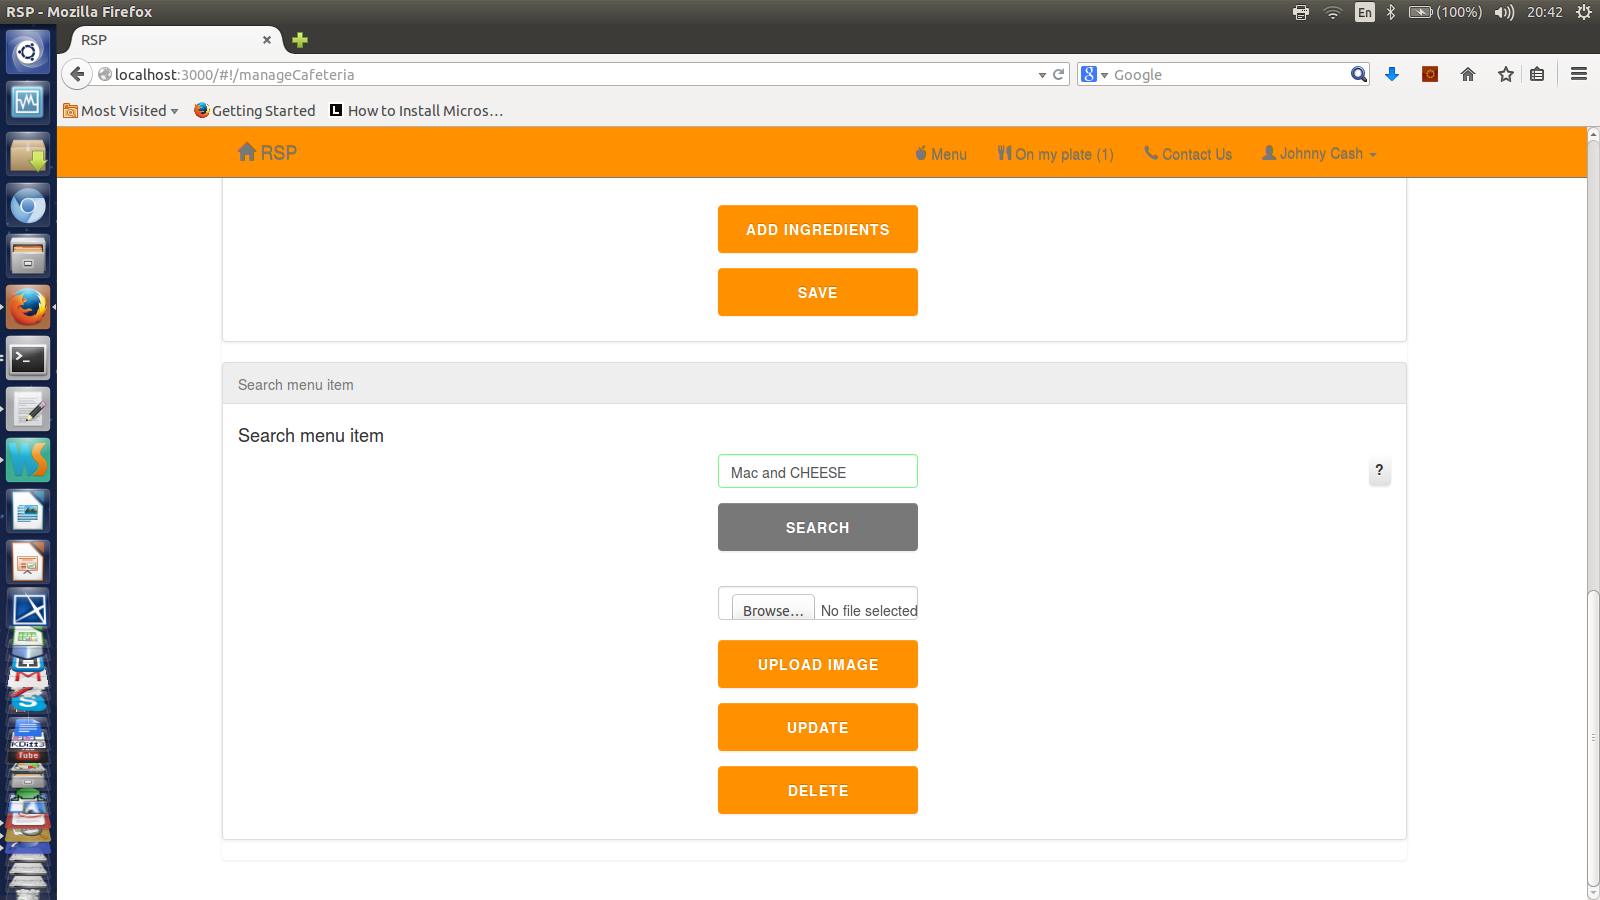 RSP - Mozilla Firefox
En
(100%)
20:42
RSP
localhost:3000/#!/manageCafeteria
Google
Most Visited
Getting Started
How to Install Micros...
RSP
Menu
On my plate (1)
Contact Us
Johnny Cash
ADD INGREDIENTS
SAVE
Search menu item
Search menu item
Mac and CHEESE
?
SEARCH
Browse...
No file selected
UPLOAD IMAGE
UPDATE
DELETE